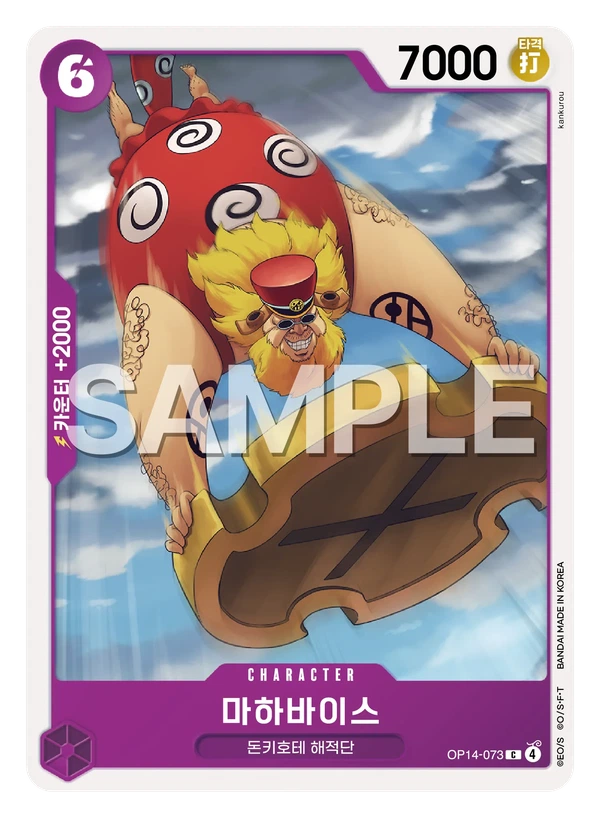 6
7000
타격
打
kankurou
카운터 +2000
SAMPLE
CHARACTER
마하바이스
돈키호테 해적단
OP14-073 C 4
©EO/S ©O/S・F・T BANDAI MADE IN KOREA